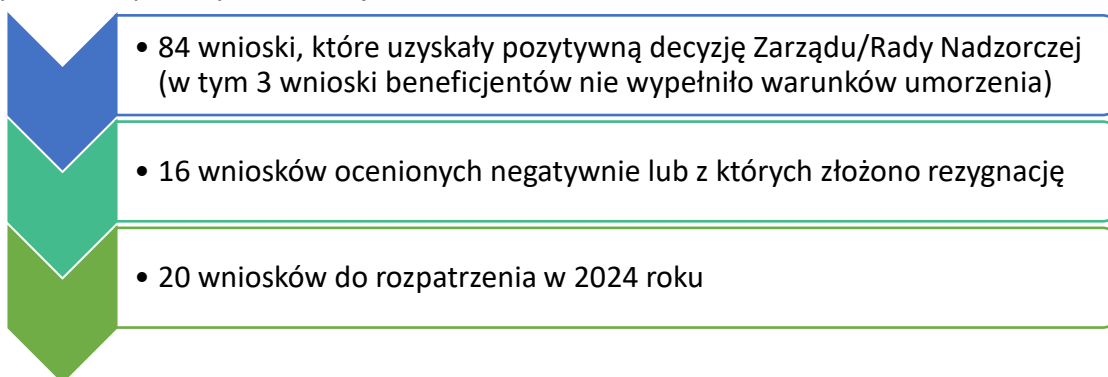 • 84 wnioski, które uzyskały pozytywną decyzję Zarządu/Rady Nadzorczej
(w tym 3 wnioski beneficjentów nie wypełniło warunków umorzenia)
• 16 wniosków ocenionych negatywnie lub z których złożono rezygnację
• 20 wniosków do rozpatrzenia w 2024 roku